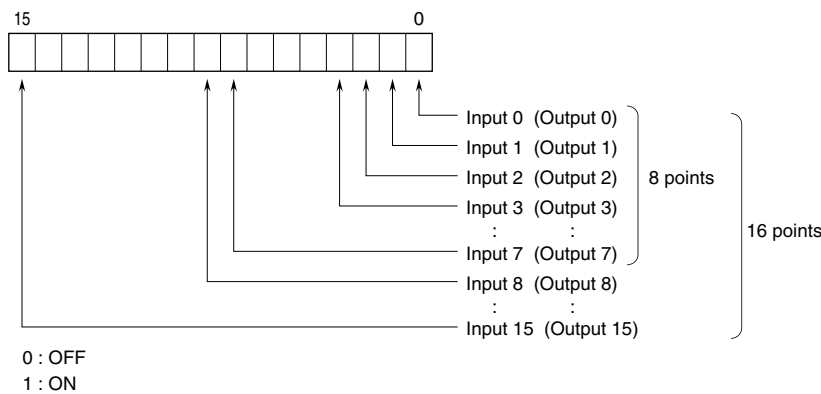 15 0
Input 0 (Output 0)
Input 1 (Output 1)
Input 2 (Output 2)
8 points
Input 3 (Output 3)
: :
16 points
Input 7 (Output 7)
Input 8 (Output 8)
: :
Input 15 (Output 15)
0 : OFF
1 : ON